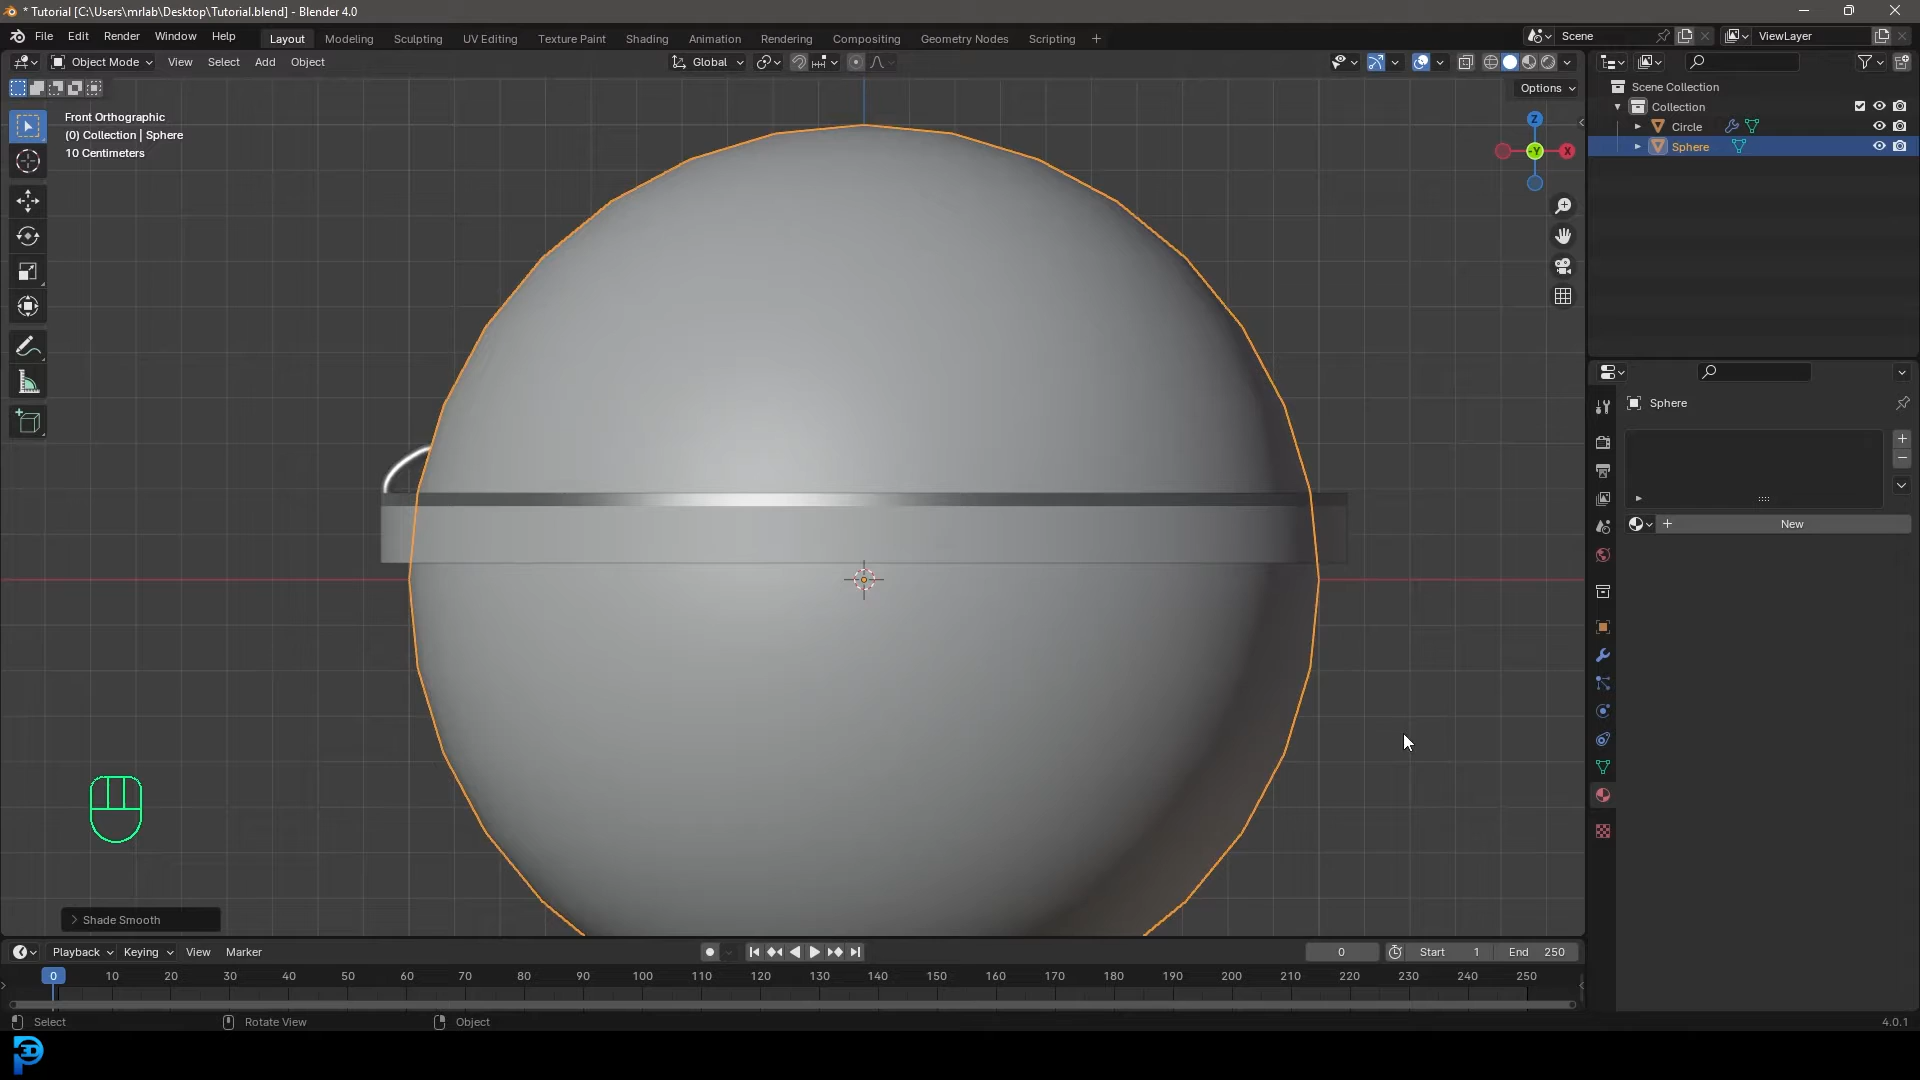 * Tutorial [C:\Users\mrlab\Desktop\Tutorial.blend] - Blender 4.0
File Edit Render Window Help Layout Modeling Sculpting UV Editing Texture Paint Shading Animation Rendering Compositing Geometry Nodes Scripting + Scene ViewLayer
Object Mode View Select Add Object Global
Options
Scene Collection
Collection
Circle
Sphere
Front Orthographic
(0) Collection | Sphere
10 Centimeters
Z
-Y X
Sphere
+ New
Shade Smooth
Playback Keying View Marker 0 Start 1 End 250
0 10 20 30 40 50 60 70 80 90 100 110 120 130 140 150 160 170 180 190 200 210 220 230 240 250
Select Rotate View Object 4.0.1